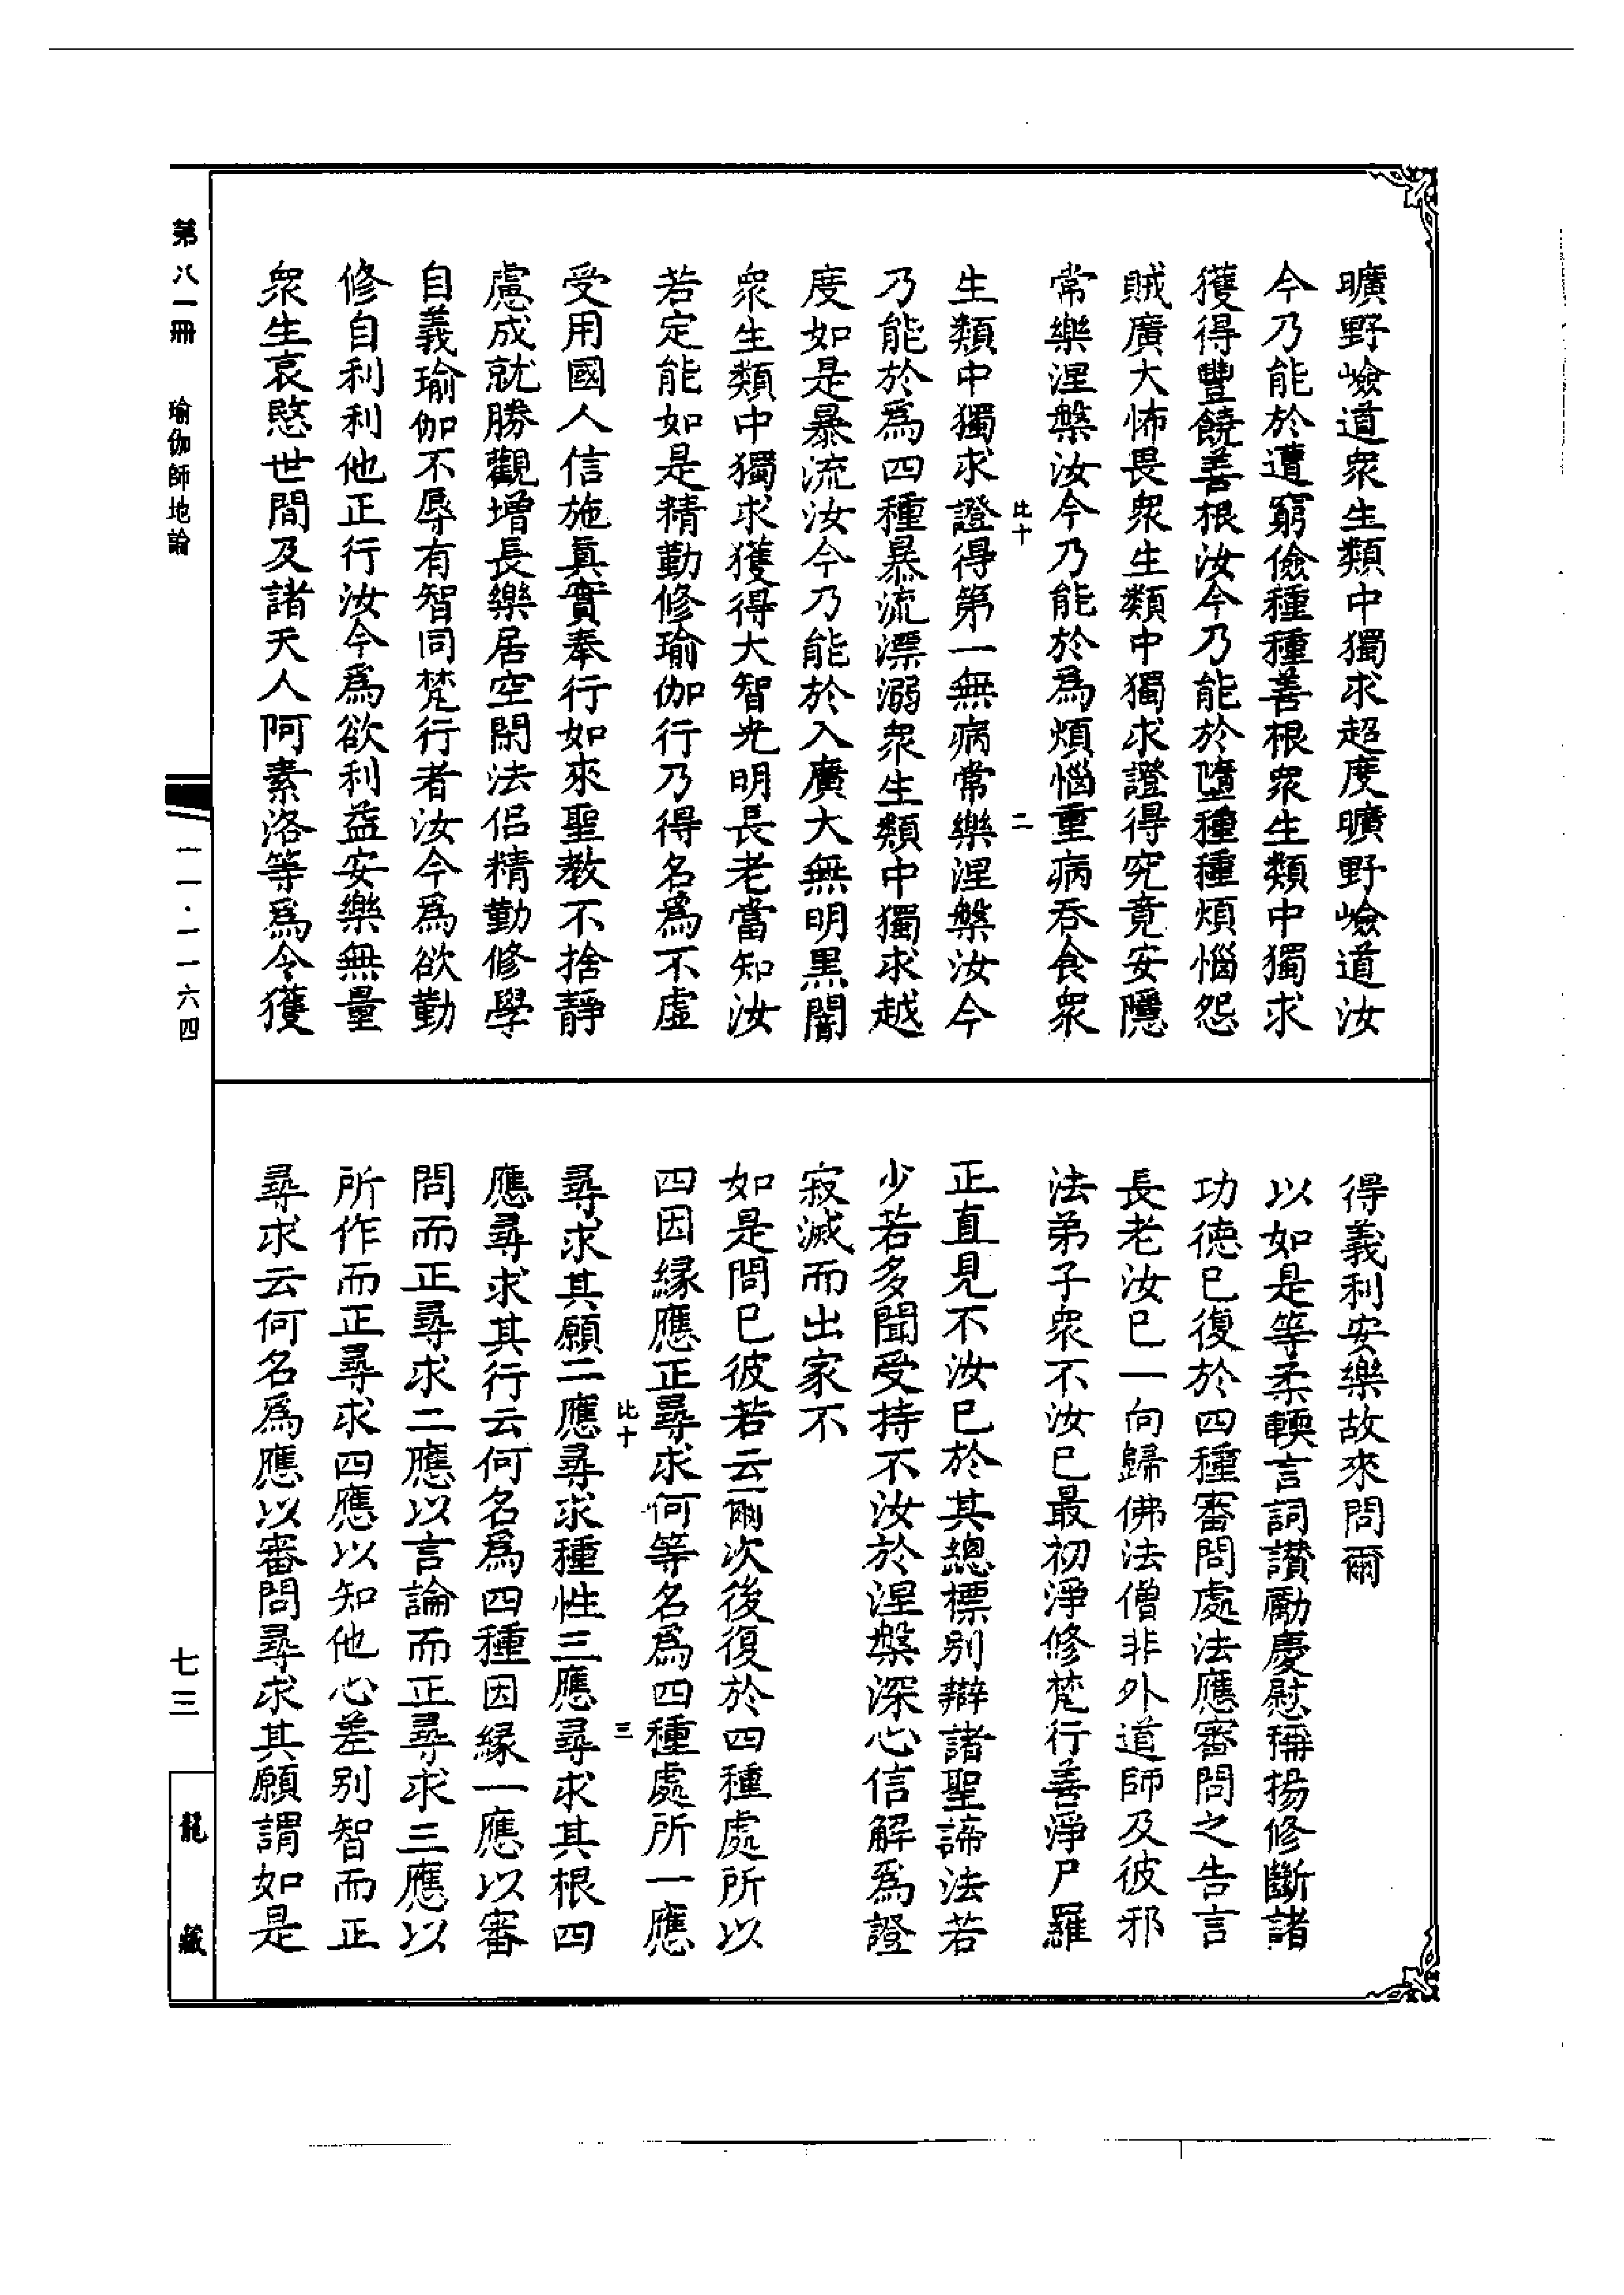 曠野嶮道衆生類中獨求超度曠野嶮道汝
今乃能於遭窮儉種種善根衆生類中獨求
獲得豐饒善根汝今乃能於墮種種煩惱怨
賊廣大怖畏衆生類中獨求證得究竟安隱
常樂涅槃汝今乃能於爲煩惱重病吞食衆
比十 二
生類中獨求證得第一無病常樂涅槃汝今
乃能於爲四種暴流漂溺衆生類中獨求越
度如是暴流汝今乃能於入廣大無明黑闇
衆生類中獨求獲得大智光明長老當知汝
若定能如是精勤修瑜伽行乃得名爲不虛
受用國人信施真實奉行如來聖教不捨靜
慮成就勝觀增長樂居空閑法侶精勤修學
自義瑜伽不辱有智同梵行者汝今爲欲勤
修自利利他正行汝今爲欲利益安樂無量
衆生哀愍世間及諸天人阿素洛等爲令獲
得義利安樂故來問爾
以如是等柔輭言詞讚勵慶慰稱揚修斷諸
功德已復於四種審問處法應審問之告言
長老汝已一向歸佛法僧非外道師及彼邪
法弟子衆不汝已最初淨修梵行善淨尸羅
正直見不汝已於其總標别辯諸聖諦法若
少若多聞受持不汝於涅槃深心信解爲證
寂滅而出家不
如是問已彼若云爾次後復於四種處所以
四因緣應正尋求何等名爲四種處所一應
比十 三
尋求其願二應尋求種性三應尋求其根四
應尋求其行云何名爲四種因緣一應以審
問而正尋求二應以言論而正尋求三應以
所作而正尋求四應以知他心差别智而正
尋求云何名爲應以審問尋求其願謂如是
第八一冊 瑜伽師地論 一一·一一六四 七三 龍藏